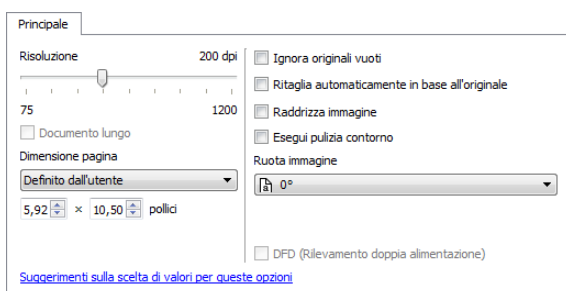 Principale
Risoluzione 200 dpi
75 1200
Documento lungo
Dimensione pagina
Definito dall'utente
5,92 × 10,50 pollici
Ignora originali vuoti
Ritaglia automaticamente in base all'originale
Raddrizza immagine
Esegui pulizia contorno
Ruota immagine
a 0°
DFD (Rilevamento doppia alimentazione)
Suggerimenti sulla scelta di valori per queste opzioni